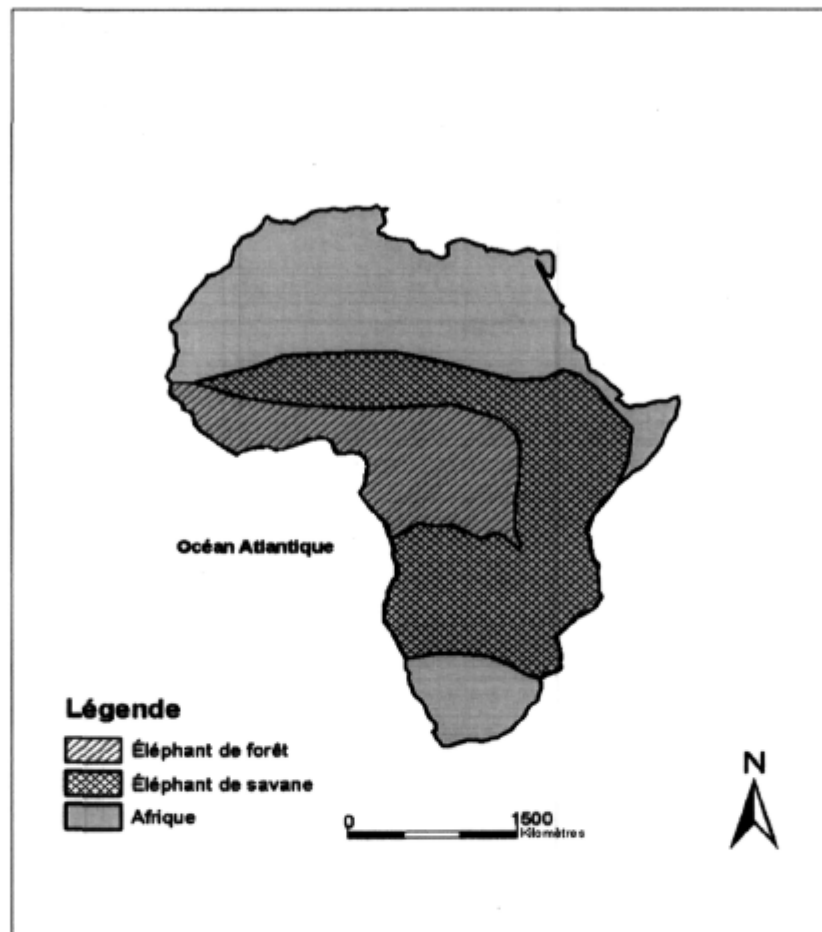 Océan Atlantique
Légende
Éléphant de forêt
Éléphant de savane
Afrique
0 1500
Kilomètres
N